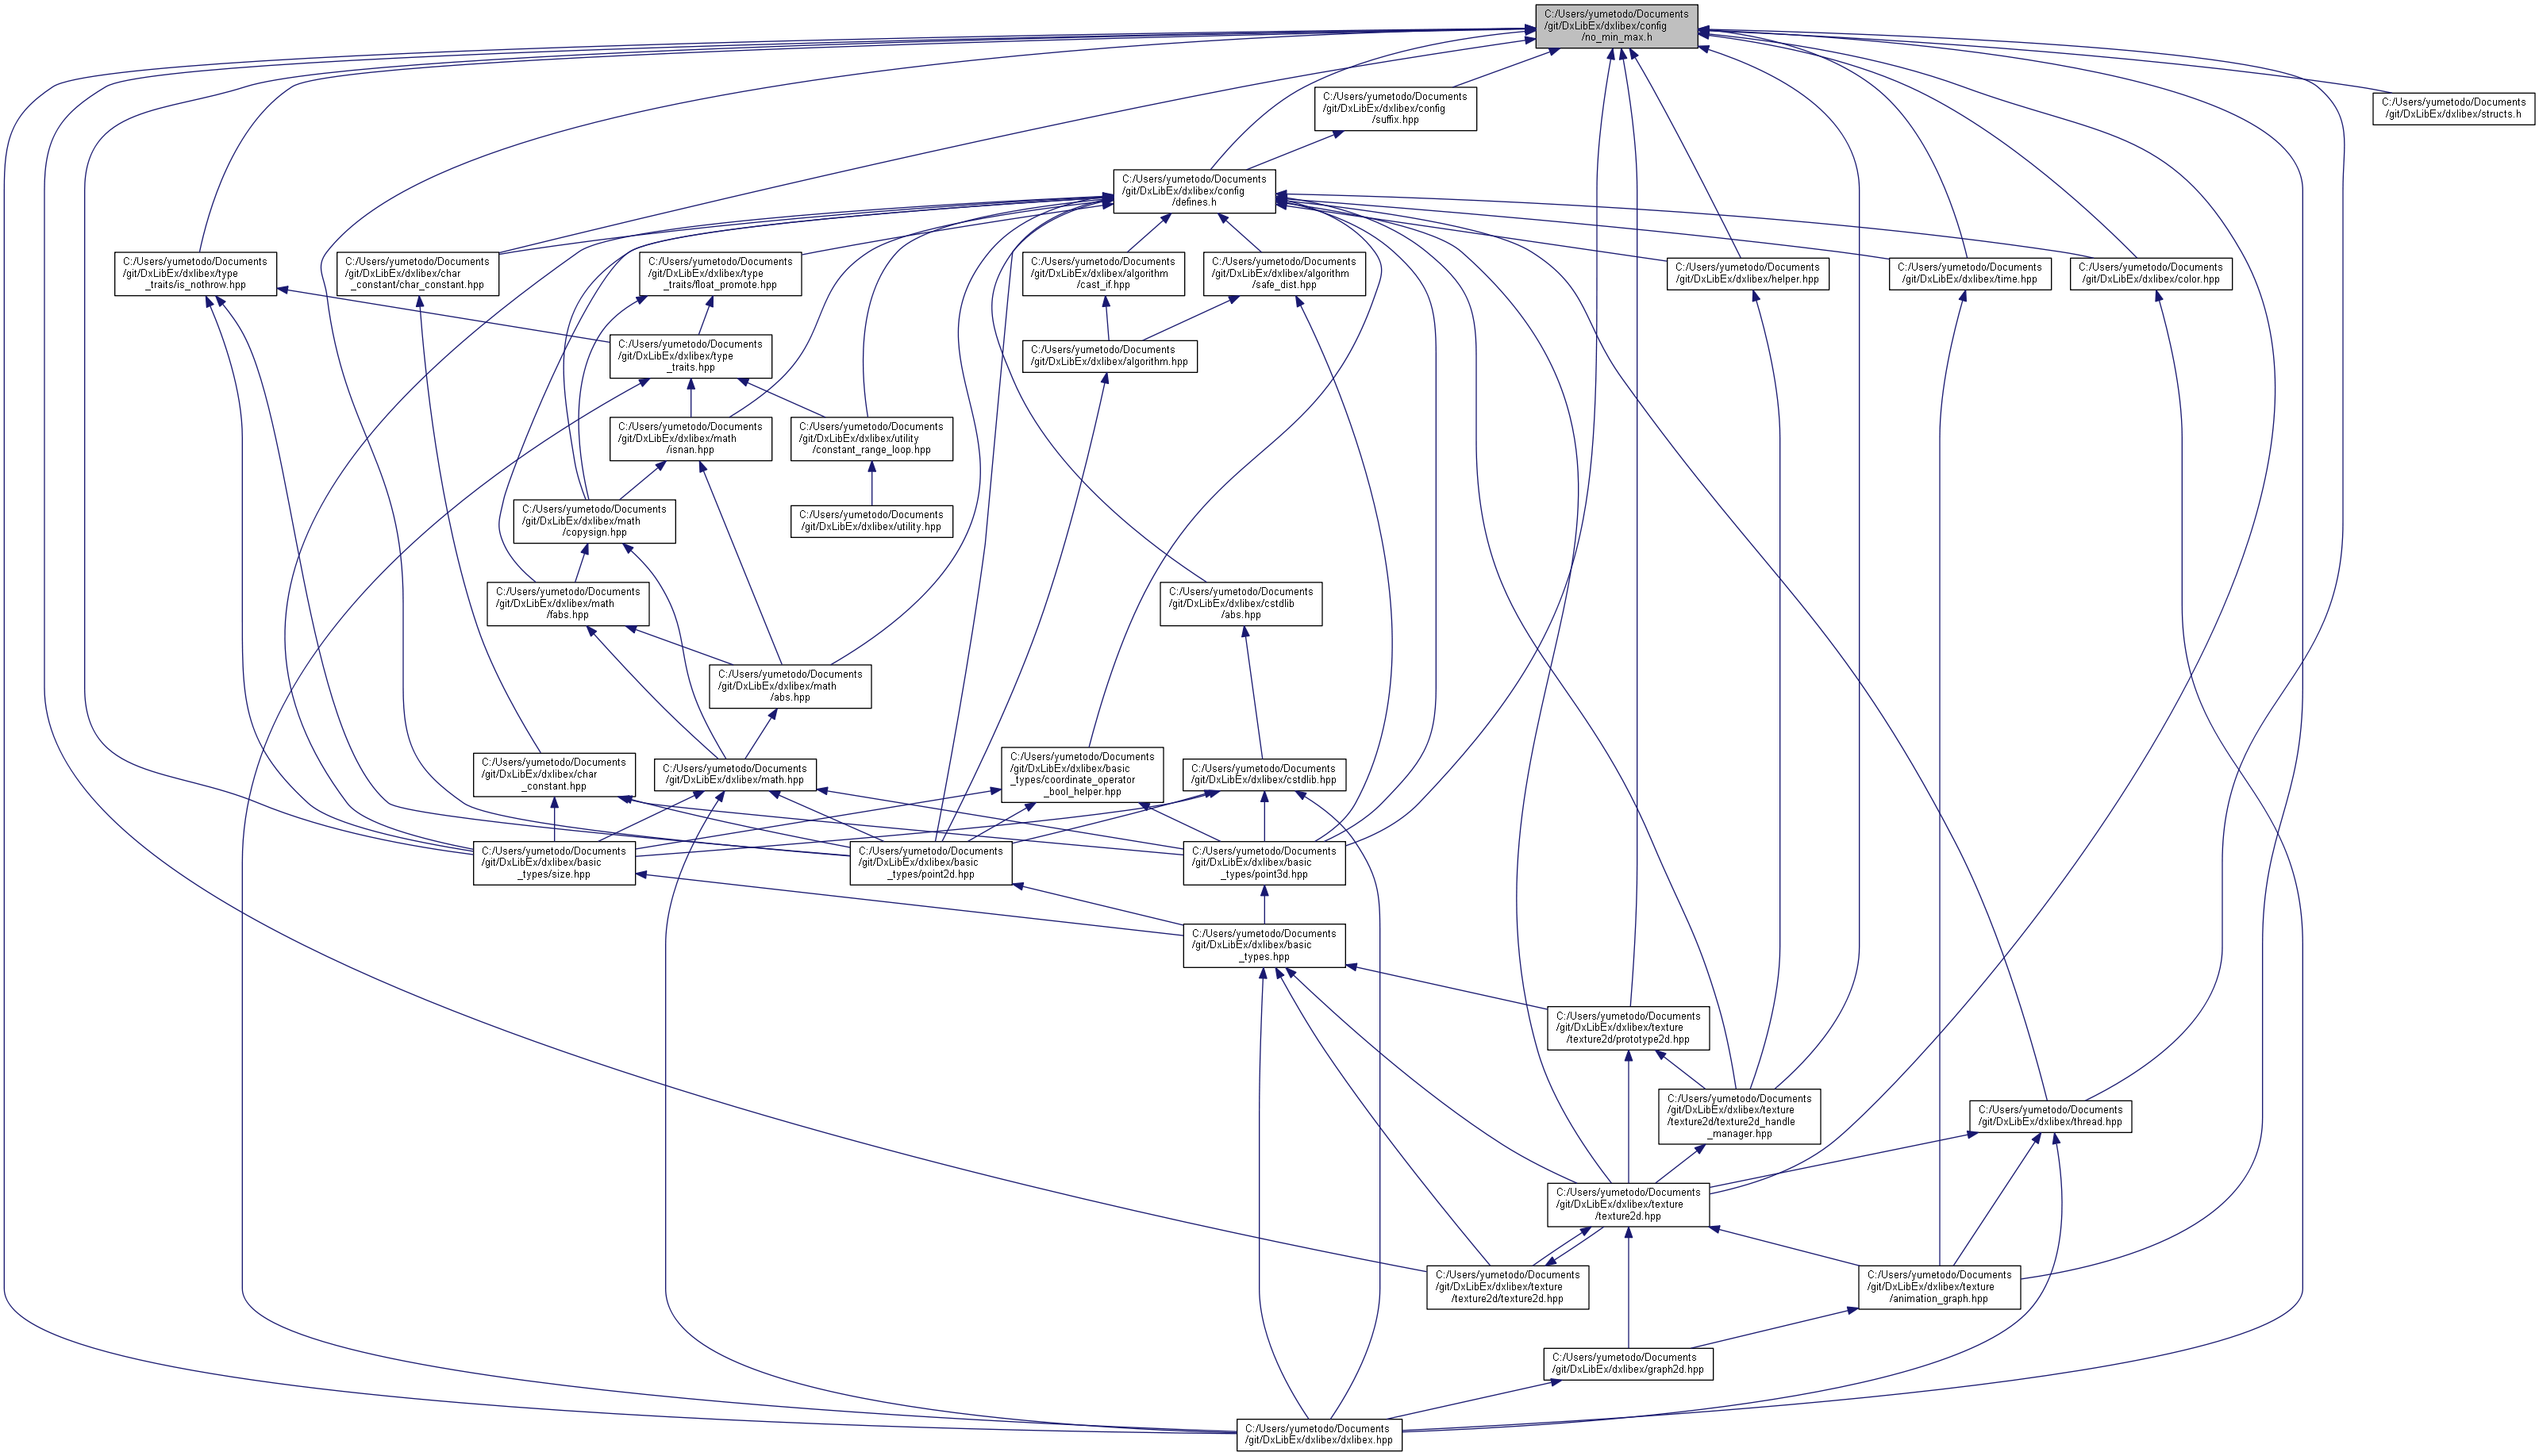 C:/Users/yumetodo/Documents
/git/DxLibEx/dxlibex/config
/no_min_max.h
C:/Users/yumetodo/Documents
/git/DxLibEx/dxlibex/config
/suffix.hpp
C:/Users/yumetodo/Documents
/git/DxLibEx/dxlibex/structs.h
C:/Users/yumetodo/Documents
/git/DxLibEx/dxlibex/config
/defines.h
C:/Users/yumetodo/Documents
/git/DxLibEx/dxlibex/type
_traits/is_nothrow.hpp
C:/Users/yumetodo/Documents
/git/DxLibEx/dxlibex/char
_constant/char_constant.hpp
C:/Users/yumetodo/Documents
/git/DxLibEx/dxlibex/type
_traits/float_promote.hpp
C:/Users/yumetodo/Documents
/git/DxLibEx/dxlibex/algorithm
/cast_if.hpp
C:/Users/yumetodo/Documents
/git/DxLibEx/dxlibex/algorithm
/safe_dist.hpp
C:/Users/yumetodo/Documents
/git/DxLibEx/dxlibex/helper.hpp
C:/Users/yumetodo/Documents
/git/DxLibEx/dxlibex/time.hpp
C:/Users/yumetodo/Documents
/git/DxLibEx/dxlibex/color.hpp
C:/Users/yumetodo/Documents
/git/DxLibEx/dxlibex/type
_traits.hpp
C:/Users/yumetodo/Documents
/git/DxLibEx/dxlibex/algorithm.hpp
C:/Users/yumetodo/Documents
/git/DxLibEx/dxlibex/math
/isnan.hpp
C:/Users/yumetodo/Documents
/git/DxLibEx/dxlibex/utility
/constant_range_loop.hpp
C:/Users/yumetodo/Documents
/git/DxLibEx/dxlibex/math
/copysign.hpp
C:/Users/yumetodo/Documents
/git/DxLibEx/dxlibex/utility.hpp
C:/Users/yumetodo/Documents
/git/DxLibEx/dxlibex/math
/fabs.hpp
C:/Users/yumetodo/Documents
/git/DxLibEx/dxlibex/cstdlib
/abs.hpp
C:/Users/yumetodo/Documents
/git/DxLibEx/dxlibex/math
/abs.hpp
C:/Users/yumetodo/Documents
/git/DxLibEx/dxlibex/char
_constant.hpp
C:/Users/yumetodo/Documents
/git/DxLibEx/dxlibex/math.hpp
C:/Users/yumetodo/Documents
/git/DxLibEx/dxlibex/basic
_types/coordinate_operator
_bool_helper.hpp
C:/Users/yumetodo/Documents
/git/DxLibEx/dxlibex/cstdlib.hpp
C:/Users/yumetodo/Documents
/git/DxLibEx/dxlibex/basic
_types/size.hpp
C:/Users/yumetodo/Documents
/git/DxLibEx/dxlibex/basic
_types/point2d.hpp
C:/Users/yumetodo/Documents
/git/DxLibEx/dxlibex/basic
_types/point3d.hpp
C:/Users/yumetodo/Documents
/git/DxLibEx/dxlibex/basic
_types.hpp
C:/Users/yumetodo/Documents
/git/DxLibEx/dxlibex/texture
/texture2d/prototype2d.hpp
C:/Users/yumetodo/Documents
/git/DxLibEx/dxlibex/texture
/texture2d/texture2d_handle
_manager.hpp
C:/Users/yumetodo/Documents
/git/DxLibEx/dxlibex/thread.hpp
C:/Users/yumetodo/Documents
/git/DxLibEx/dxlibex/texture
/texture2d.hpp
C:/Users/yumetodo/Documents
/git/DxLibEx/dxlibex/texture
/texture2d/texture2d.hpp
C:/Users/yumetodo/Documents
/git/DxLibEx/dxlibex/texture
/animation_graph.hpp
C:/Users/yumetodo/Documents
/git/DxLibEx/dxlibex/graph2d.hpp
C:/Users/yumetodo/Documents
/git/DxLibEx/dxlibex/dxlibex.hpp